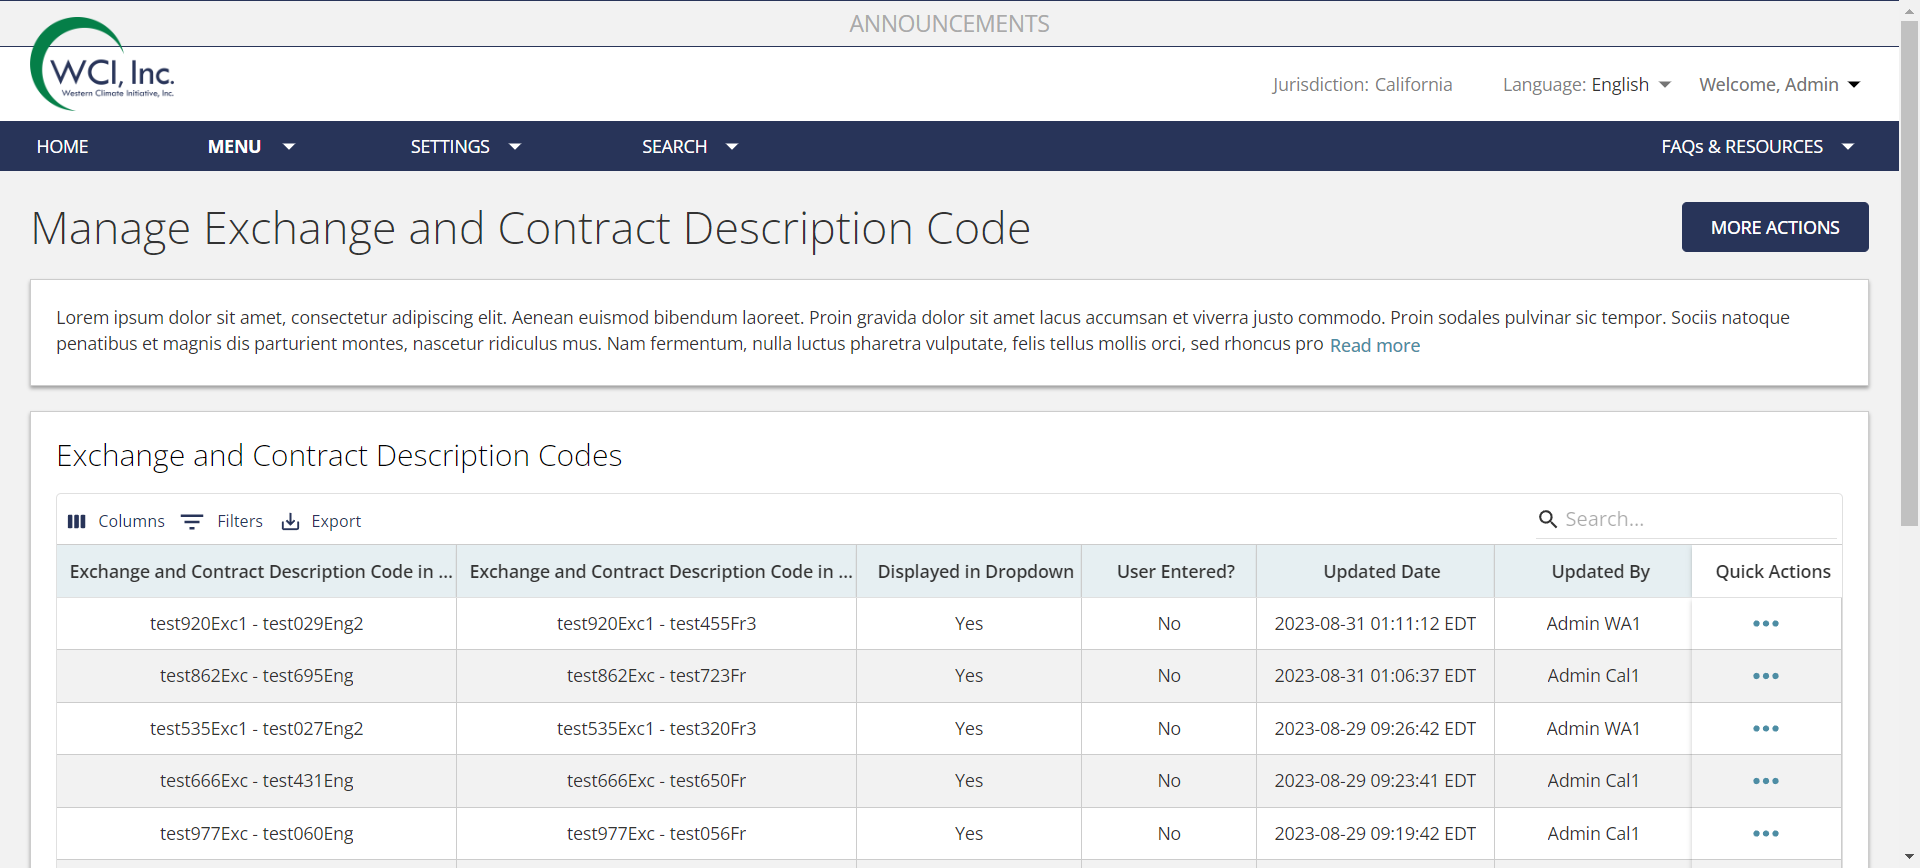 ANNOUNCEMENTS
WCI, Inc.
Western Climate Initiative, Inc.
Jurisdiction: California Language: English Welcome, Admin
HOME MENU SETTINGS SEARCH FAQs & RESOURCES
Manage Exchange and Contract Description Code MORE ACTIONS
Lorem ipsum dolor sit amet, consectetur adipiscing elit. Aenean euismod bibendum laoreet. Proin gravida dolor sit amet lacus accumsan et viverra justo commodo. Proin sodales pulvinar sic tempor. Sociis natoque
penatibus et magnis dis parturient montes, nascetur ridiculus mus. Nam fermentum, nulla luctus pharetra vulputate, felis tellus mollis orci, sed rhoncus pro Read more
Exchange and Contract Description Codes
Columns Filters Export Search...
Exchange and Contract Description Code in ... Exchange and Contract Description Code in ... Displayed in Dropdown User Entered? Updated Date Updated By Quick Actions
test920Exc1 - test029Eng2 test920Exc1 - test455Fr3 Yes No 2023-08-31 01:11:12 EDT Admin WA1
test862Exc - test695Eng test862Exc - test723Fr Yes No 2023-08-31 01:06:37 EDT Admin Cal1
test535Exc1 - test027Eng2 test535Exc1 - test320Fr3 Yes No 2023-08-29 09:26:42 EDT Admin WA1
test666Exc - test431Eng test666Exc - test650Fr Yes No 2023-08-29 09:23:41 EDT Admin Cal1
test977Exc - test060Eng test977Exc - test056Fr Yes No 2023-08-29 09:19:42 EDT Admin Cal1